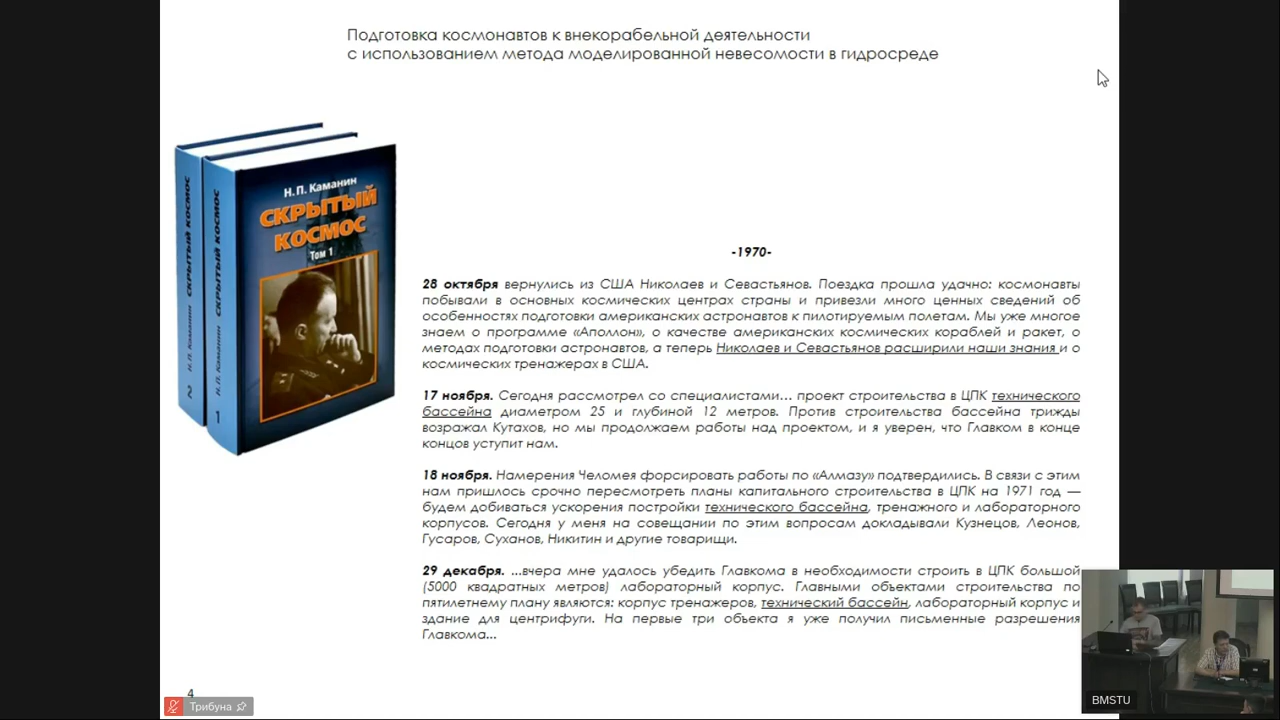 Подготовка космонавтов к внекорабельной деятельности
с использованием метода моделированной невесомости в гидросреде
Н. П. Каманин
СКРЫТЫЙ
КОСМОС
Том 1
Н.П. Каманин СКРЫТЫЙ КОСМОС
2
Н.П. Каманин СКРЫТЫЙ КОСМОС
1
-1970-
28 октября вернулись из США Николаев и Севастьянов. Поездка прошла удачно: космонавты
побывали в основных космических центрах страны и привезли много ценных сведений об
особенностях подготовки американских астронавтов к пилотируемым полетам. Мы уже многое
знаем о программе «Аполлон», о качестве американских космических кораблей и ракет, о
методах подготовки астронавтов, а теперь Николаев и Севастьянов расширили наши знания и о
космических тренажерах в США.
17 ноября. Сегодня рассмотрел со специалистами... проект строительства в ЦПК технического
бассейна диаметром 25 и глубиной 12 метров. Против строительства бассейна трижды
возражал Кутахов, но мы продолжаем работы над проектом, и я уверен, что Главком в конце
концов уступит нам.
18 ноября. Намерения Челомея форсировать работы по «Алмазу» подтвердились. В связи с этим
нам пришлось срочно пересмотреть планы капитального строительства в ЦПК на 1971 год —
будем добиваться ускорения постройки технического бассейна, тренажного и лабораторного
корпусов. Сегодня у меня на совещании по этим вопросам докладывали Кузнецов, Леонов,
Гусаров, Суханов, Никитин и другие товарищи.
29 декабря. ...вчера мне удалось убедить Главкома в необходимости строить в ЦПК большой
(5000 квадратных метров) лабораторный корпус. Главными объектами строительства по
пятилетнему плану являются: корпус тренажеров, технический бассейн, лабораторный корпус и
здание для центрифуги. На первые три объекта я уже получил письменные разрешения
Главкома...
4
Трибуна
BMSTU